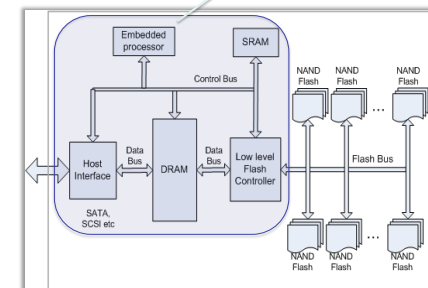 Embedded
processor
SRAM
Control Bus
NAND
Flash
NAND
Flash
NAND
Flash
...
Host
Interface
Data
Bus
DRAM
Data
Bus
Low level
Flash
Controller
Flash Bus
SATA,
SCSI etc
...
NAND
Flash
NAND
Flash
NAND
Flash